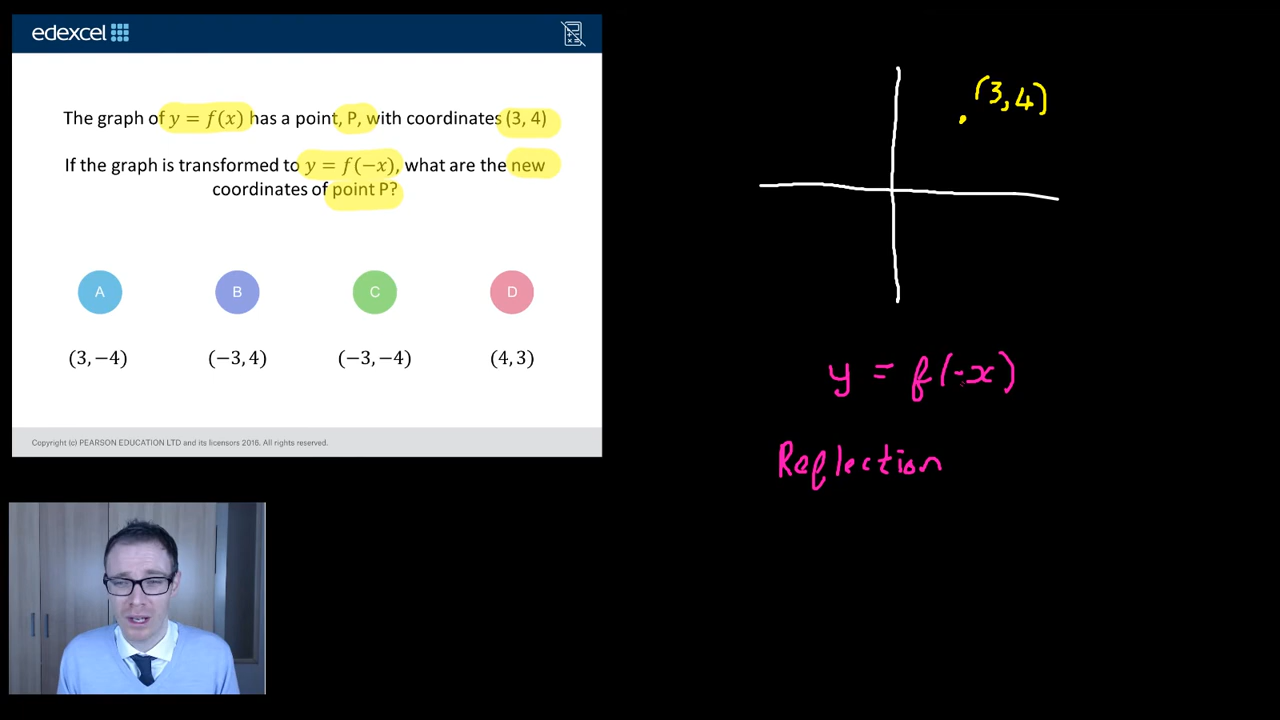 edexcel
The graph of y = f(x) has a point, P, with coordinates (3, 4)
If the graph is transformed to y = f(−x), what are the new
coordinates of point P?
A B C D
(3, −4) (−3, 4) (−3, −4) (4, 3)
Copyright (c) PEARSON EDUCATION LTD and its licensors 2016. All rights reserved.
(3, 4)
y = f(-x)
Reflection